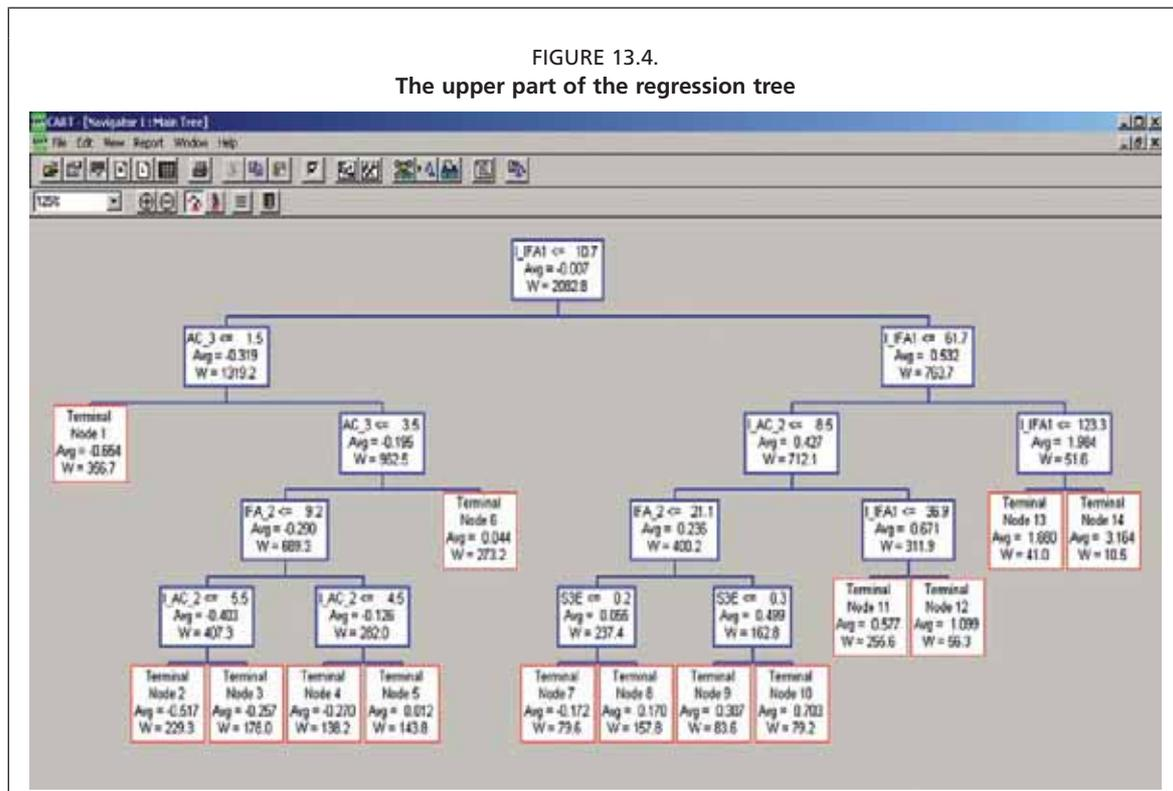 FIGURE 13.4.
The upper part of the regression tree
CART - [Navigator 1 : Main Tree]
File Edit View Report Window Help
125%
I_IFA1 <= 10.7
Avg = -0.007
W = 2082.8
AC_3 <= 1.5
Avg = -0.319
W = 1319.2
I_IFA1 <= 61.7
Avg = 0.532
W = 763.7
Terminal
Node 1
Avg = -0.664
W = 356.7
AC_3 <= 3.5
Avg = -0.195
W = 962.5
I_AC_2 <= 8.5
Avg = 0.427
W = 712.1
I_IFA1 <= 123.3
Avg = 1.984
W = 51.6
IFA_2 <= 9.2
Avg = -0.290
W = 689.3
Terminal
Node 6
Avg = 0.044
W = 273.2
IFA_2 <= 21.1
Avg = 0.236
W = 400.2
I_IFA1 <= 36.9
Avg = 0.671
W = 311.9
Terminal
Node 13
Avg = 1.680
W = 41.0
Terminal
Node 14
Avg = 3.164
W = 10.6
I_AC_2 <= 5.5
Avg = -0.403
W = 407.3
I_AC_2 <= 4.5
Avg = -0.126
W = 282.0
S3E <= 0.2
Avg = 0.055
W = 237.4
S3E <= 0.3
Avg = 0.499
W = 162.8
Terminal
Node 11
Avg = 0.577
W = 255.6
Terminal
Node 12
Avg = 1.099
W = 56.3
Terminal
Node 2
Avg = -0.517
W = 229.3
Terminal
Node 3
Avg = -0.257
W = 178.0
Terminal
Node 4
Avg = -0.270
W = 138.2
Terminal
Node 5
Avg = 0.012
W = 143.8
Terminal
Node 7
Avg = -0.172
W = 79.6
Terminal
Node 8
Avg = 0.170
W = 157.8
Terminal
Node 9
Avg = 0.307
W = 83.6
Terminal
Node 10
Avg = 0.703
W = 79.2